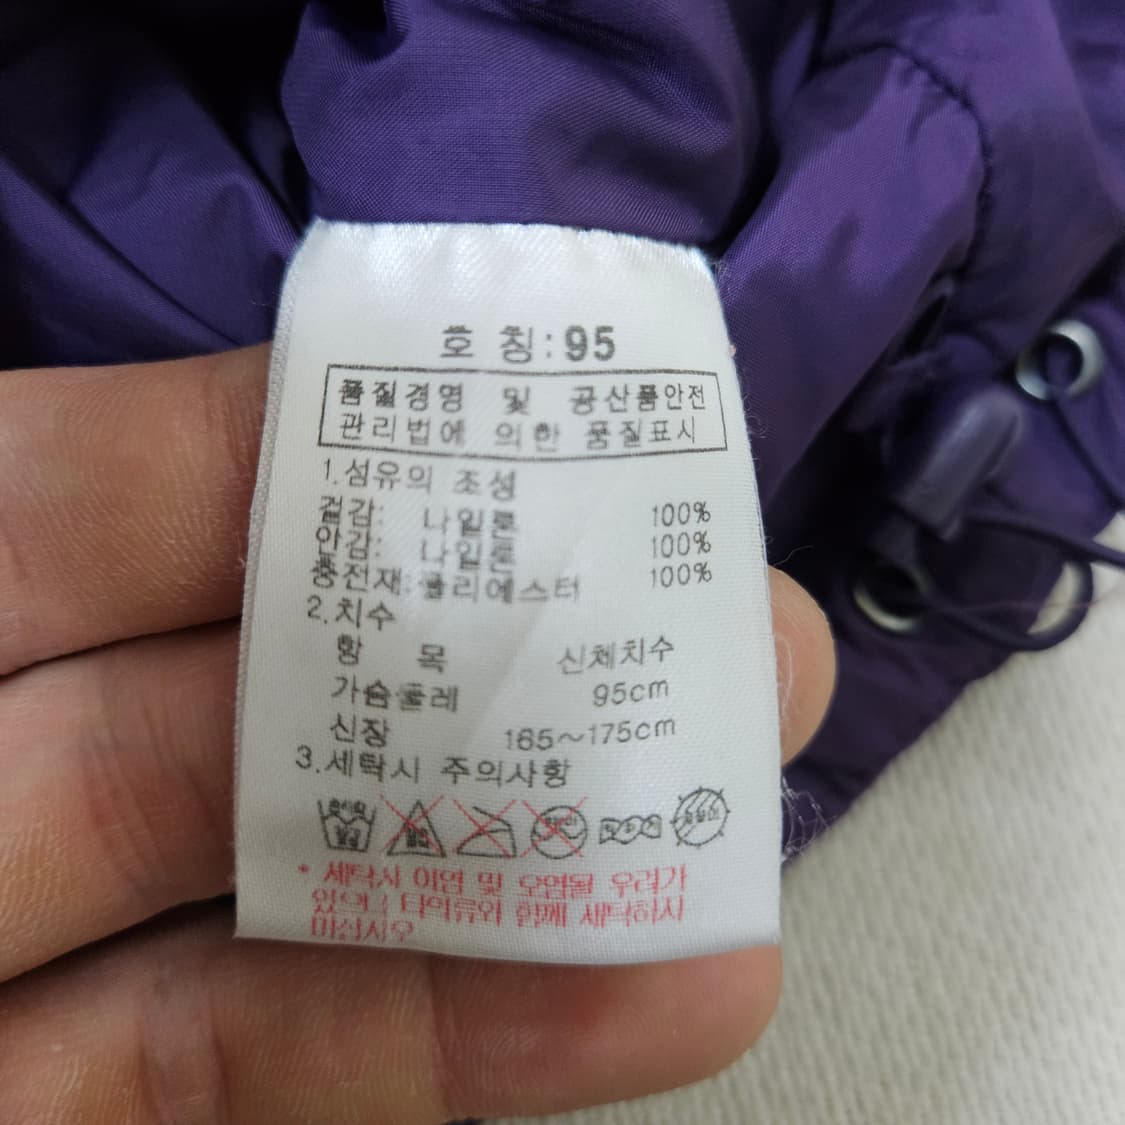 호 칭:95
품질경영 및 공산품안전
관리법에 의한 품질표시
1.섬유의 조성
겉감: 나일론 100%
안감: 나일론 100%
충전재:폴리에스터 100%
2.치수
항 목 신체치수
가슴둘레 95cm
신장 165~175cm
3.세탁시 주의사항
* 세탁시 이염 및 오염될 우려가
있으니 타의류와 함께 세탁하지
마십시오